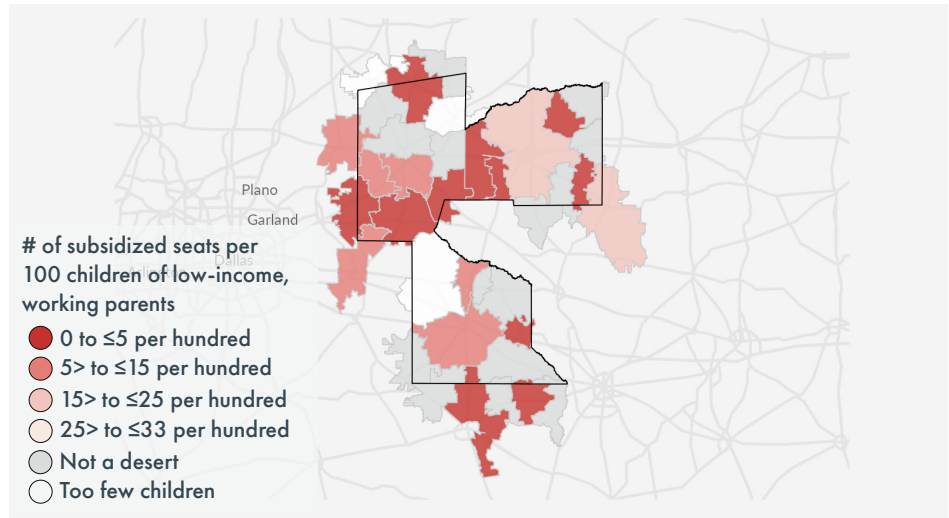 Plano
Garland
Dallas
Arlington
# of subsidized seats per
100 children of low-income,
working parents
0 to ≤5 per hundred
5> to ≤15 per hundred
15> to ≤25 per hundred
25> to ≤33 per hundred
Not a desert
Too few children